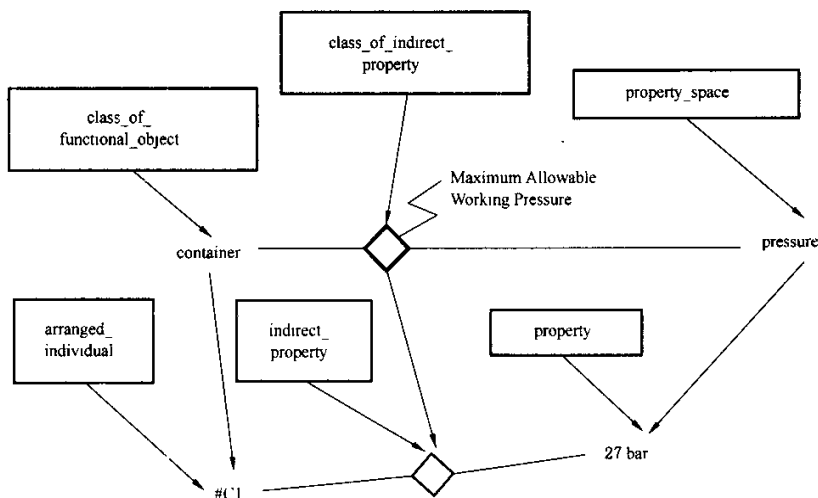 class_of_indirect_
property
class_of_
functional_object
property_space
Maximum Allowable
Working Pressure
container
pressure
arranged_
individual
indirect_
property
property
27 bar
#C1